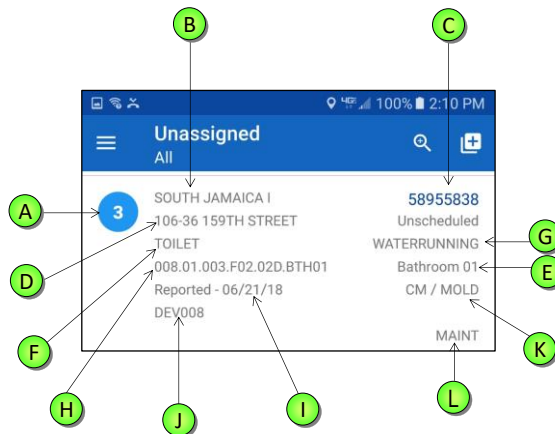 B
C
4GE 100% 2:10 PM
Unassigned
All
A
3
SOUTH JAMAICA I
58955838
D
106-36 159TH STREET
Unscheduled
F
TOILET
WATERRUNNING
G
H
008.01.003.F02.02D.BTH01
Bathroom 01
E
Reported - 06/21/18
CM / MOLD
K
DEV008
MAINT
J
I
L